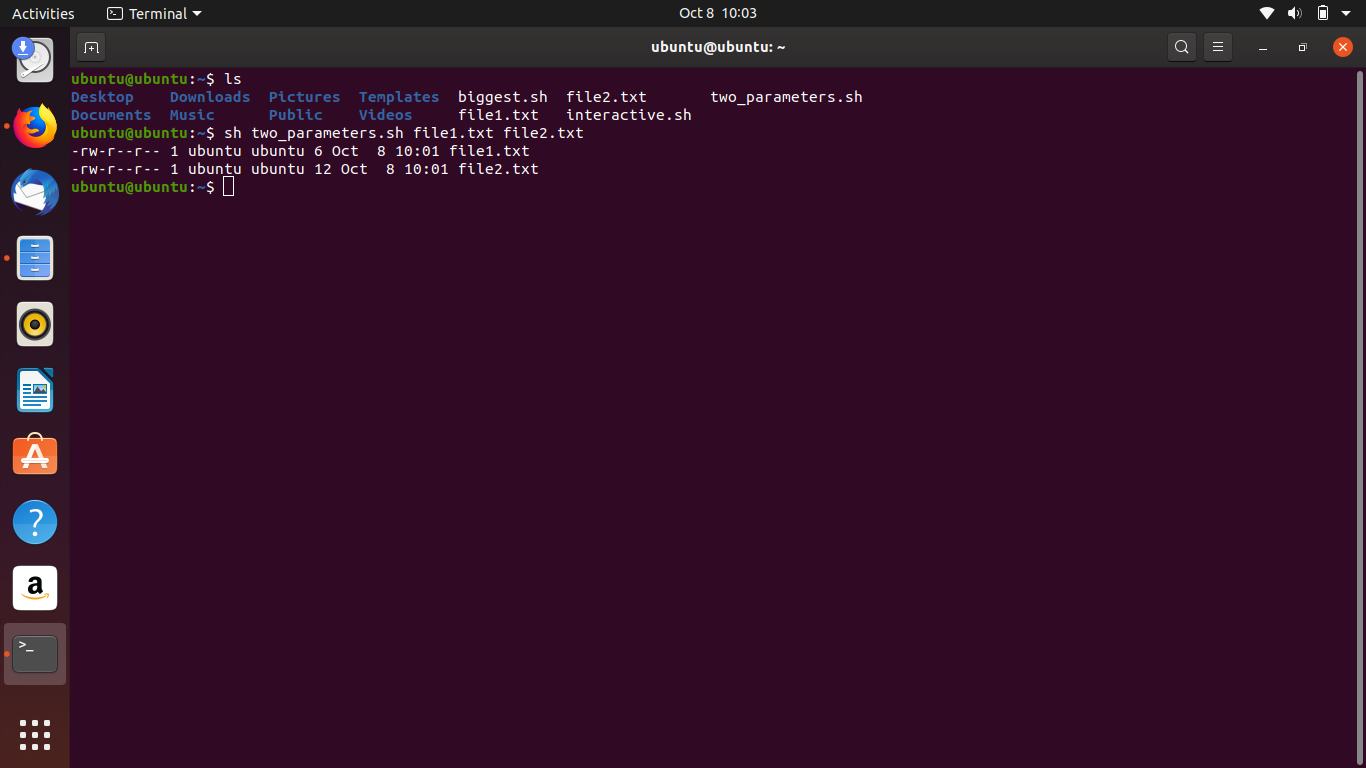 Activities Terminal Oct 8 10:03
ubuntu@ubuntu: ~
ubuntu@ubuntu:~$ ls
Desktop    Downloads  Pictures  Templates  biggest.sh  file2.txt       two_parameters.sh
Documents  Music      Public    Videos     file1.txt   interactive.sh
ubuntu@ubuntu:~$ sh two_parameters.sh file1.txt file2.txt
-rw-r--r-- 1 ubuntu ubuntu 6 Oct  8 10:01 file1.txt
-rw-r--r-- 1 ubuntu ubuntu 12 Oct  8 10:01 file2.txt
ubuntu@ubuntu:~$
?
a
>_